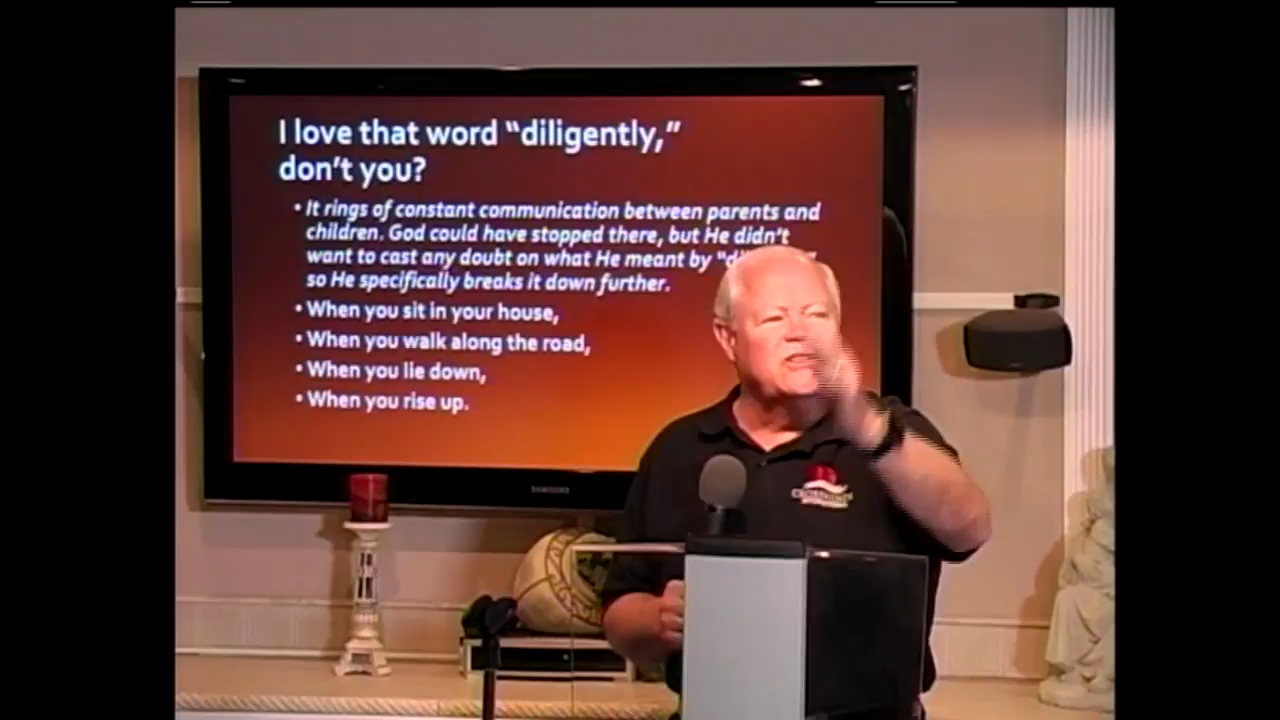 I love that word “diligently,”
don’t you?
• It rings of constant communication between parents and
children. God could have stopped there, but He didn’t
want to cast any doubt on what He meant by
so He specifically breaks it down further.
• When you sit in your house,
• When you walk along the road,
• When you lie down,
• When you rise up.
SAMSUNG